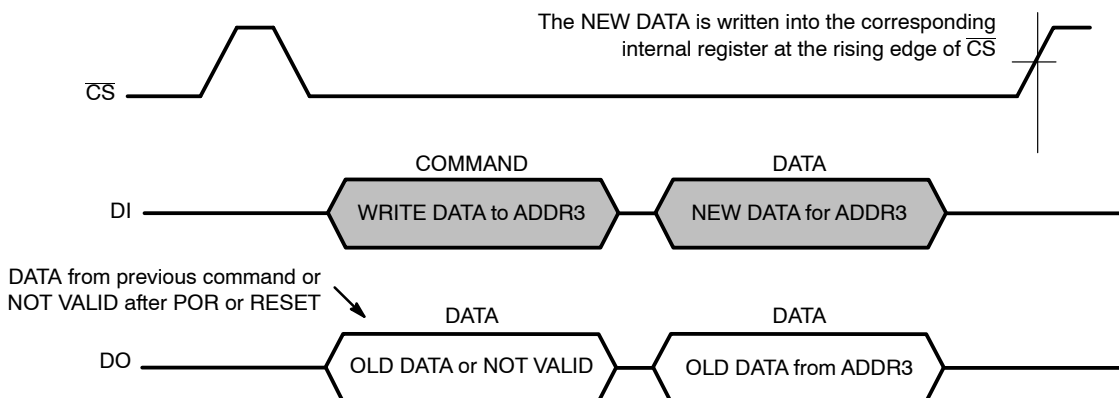 The NEW DATA is written into the corresponding
internal register at the rising edge of CS
CS
COMMAND
DATA
DI
WRITE DATA to ADDR3
NEW DATA for ADDR3
DATA from previous command or
NOT VALID after POR or RESET
DATA
DATA
DO
OLD DATA or NOT VALID
OLD DATA from ADDR3